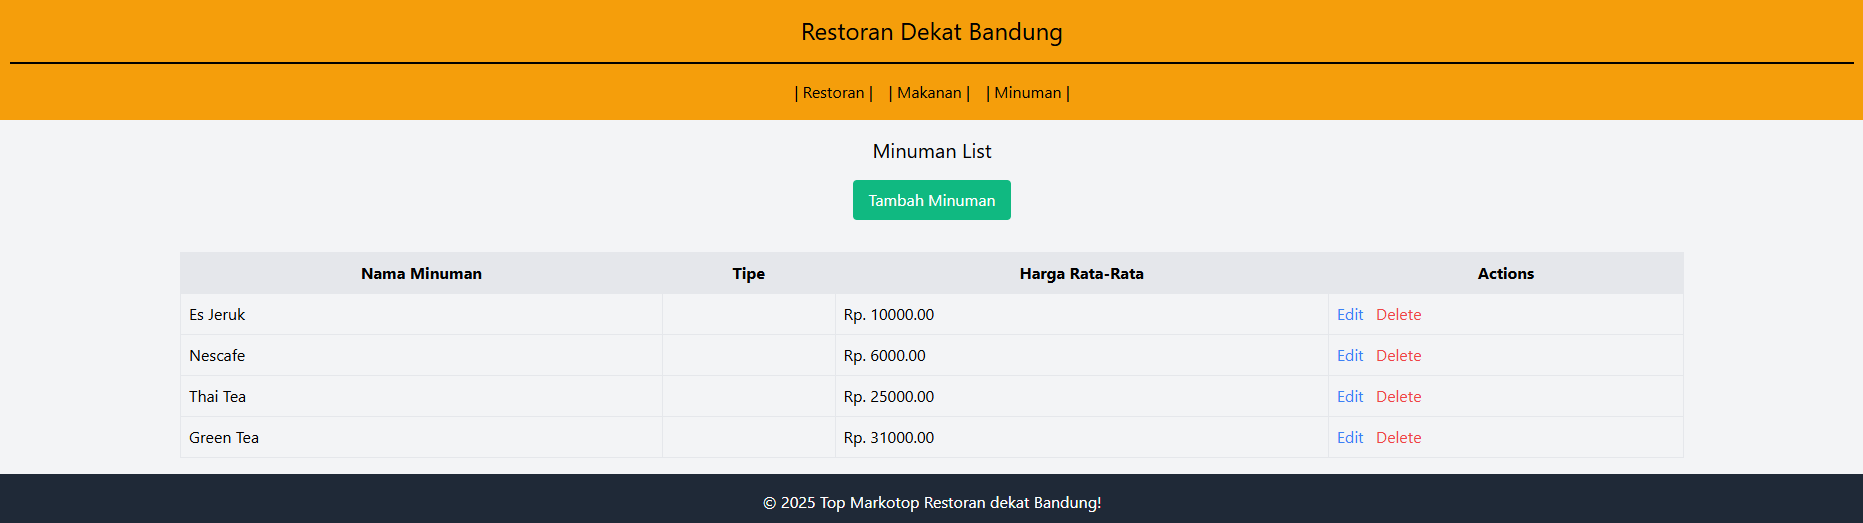 Restoran Dekat Bandung
| Restoran | | Makanan | | Minuman |
Minuman List
Tambah Minuman
Nama Minuman Tipe Harga Rata-Rata Actions
Es Jeruk Rp. 10000.00 Edit Delete
Nescafe Rp. 6000.00 Edit Delete
Thai Tea Rp. 25000.00 Edit Delete
Green Tea Rp. 31000.00 Edit Delete
© 2025 Top Markotop Restoran dekat Bandung!